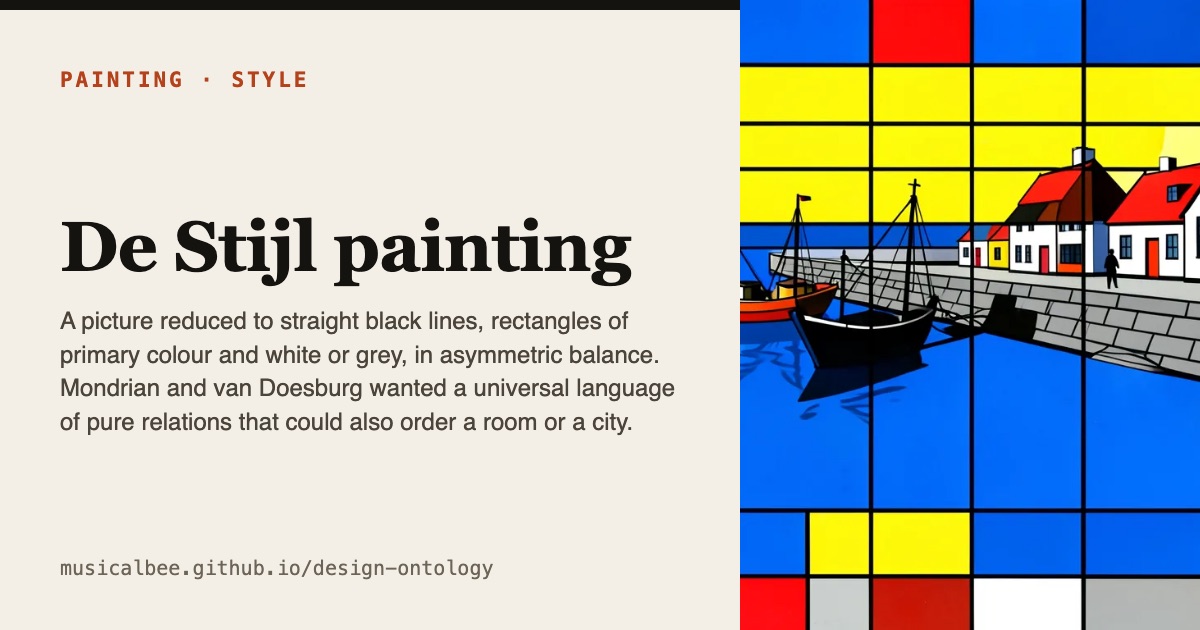 PAINTING · STYLE
De Stijl painting
A picture reduced to straight black lines, rectangles of
primary colour and white or grey, in asymmetric balance.
Mondrian and van Doesburg wanted a universal language
of pure relations that could also order a room or a city.
musicalbee.github.io/design-ontology